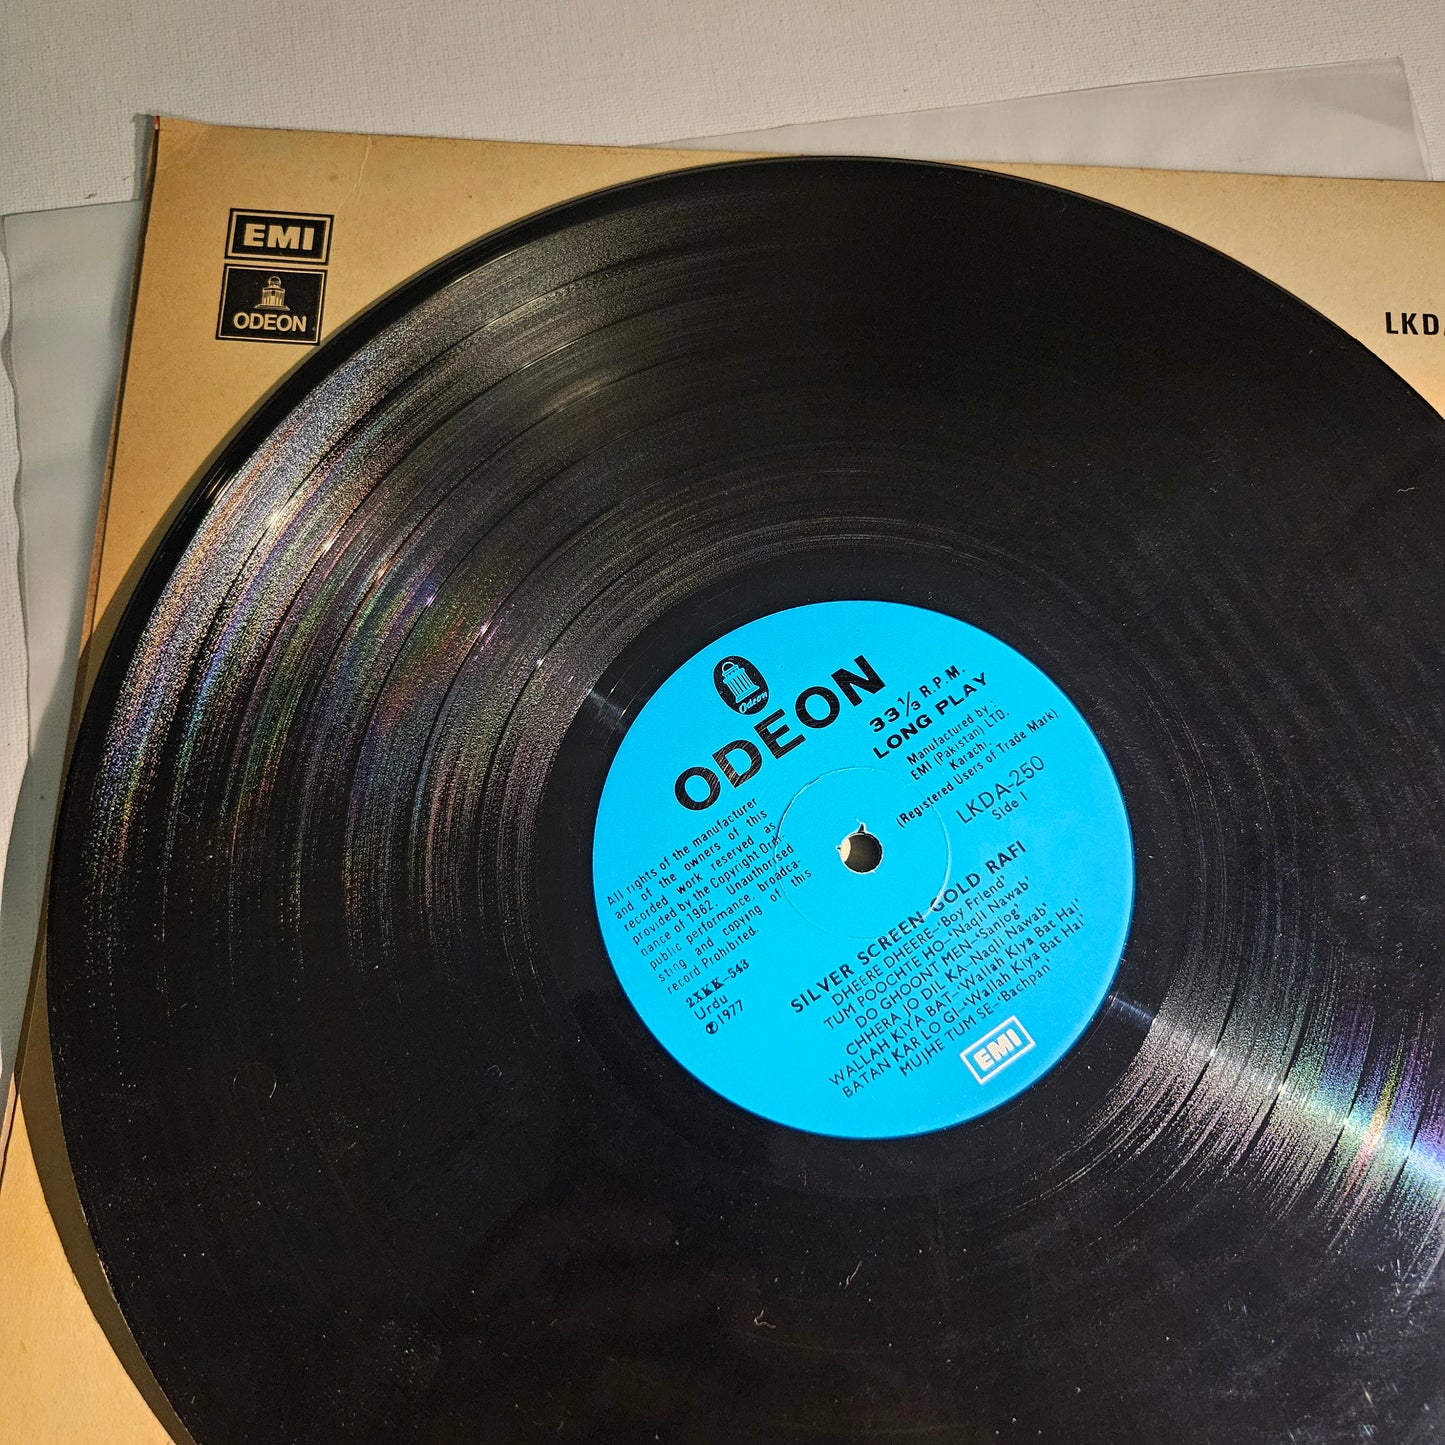 EMI
ODEON
LKDA
Odeon
ODEON
33 1/3 R.P.M.
LONG PLAY
Manufactured by :-
EMI (Pakistan) LTD.
Karachi.
(Registered Users of Trade Mark)
LKDA-250
Side 1
All rights of the manufacturer
and of the owners of this
recorded work reserved as
provided by the Copyright Ordi-
nance of 1962. Unauthorised
public performance, broadca-
sting and copying of this
record Prohibited.
2XKK-543
Urdu
Ⓟ1977
SILVER SCREEN GOLD RAFI
DHEERE DHEERE-'Boy Friend'
TUM POOCHTE HO-'Naqil Nawab'
DO GHOONT MEN-'Sanjog'
CHHERA JO DIL KA-'Naqli Nawab'
WALLAH KIYA BAT-'Wallah Kiya Bat Hai'
BATAN KAR LO GI-'Wallah Kiya Bat Hai'
MUJHE TUM SE-'Bachpan'
EMI